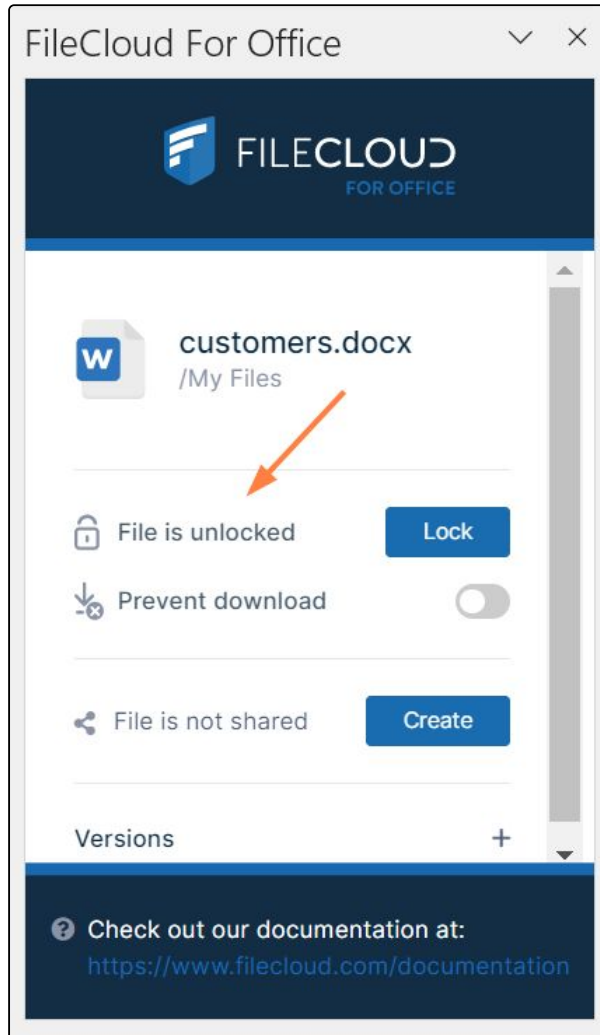 FileCloud For Office
FILECLOUD
FOR OFFICE
W
customers.docx
/My Files
File is unlocked
Lock
Prevent download
File is not shared
Create
Versions
+
? Check out our documentation at:
https://www.filecloud.com/documentation